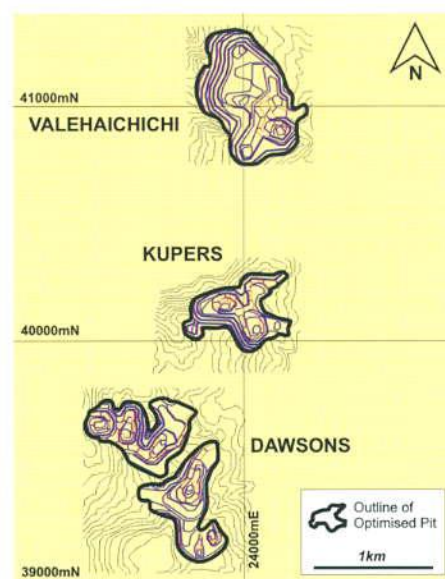 N
41000mN
VALEHAICHICHI
KUPERS
40000mN
DAWSONS
24000mE
39000mN
Outline of
Optimised Pit
1km